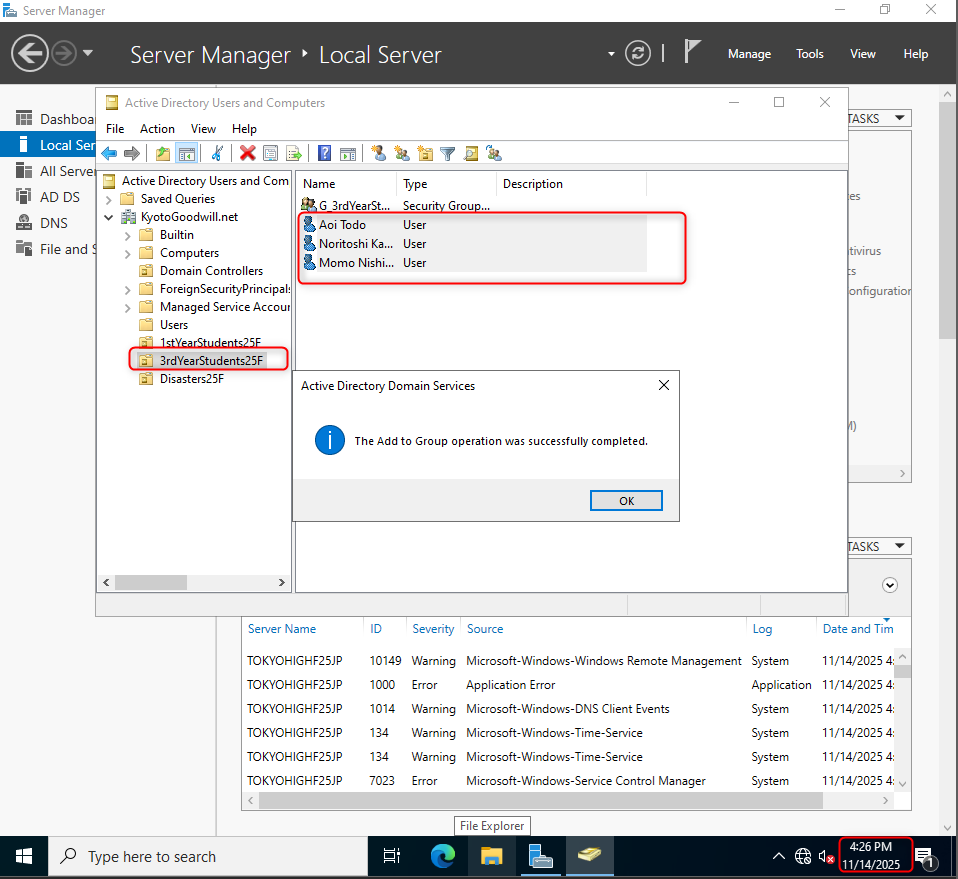 Server Manager
Server Manager ‣ Local Server
Manage Tools View Help
Dashboa
Local Ser
All Server
AD DS
DNS
File and S
TASKS
Active Directory Users and Computers
File Action View Help
Active Directory Users and Com
Saved Queries
KyotoGoodwill.net
Builtin
Computers
Domain Controllers
ForeignSecurityPrincipals
Managed Service Accour
Users
1stYearStudents25F
3rdYearStudents25F
Disasters25F
Name Type Description
G_3rdYearSt... Security Group...
Aoi Todo User
Noritoshi Ka... User
Momo Nishi... User
es
tivirus
cs
onfiguration
M)
Active Directory Domain Services
The Add to Group operation was successfully completed.
OK
TASKS
Server Name ID Severity Source Log Date and Tim
TOKYOHIGHF25JP 10149 Warning Microsoft-Windows-Windows Remote Management System 11/14/2025 4:
TOKYOHIGHF25JP 1000 Error Application Error Application 11/14/2025 4:
TOKYOHIGHF25JP 1014 Warning Microsoft-Windows-DNS Client Events System 11/14/2025 4:
TOKYOHIGHF25JP 134 Warning Microsoft-Windows-Time-Service System 11/14/2025 4:
TOKYOHIGHF25JP 134 Warning Microsoft-Windows-Time-Service System 11/14/2025 4:
TOKYOHIGHF25JP 7023 Error Microsoft-Windows-Service Control Manager System 11/14/2025 4:
File Explorer
Type here to search
4:26 PM
11/14/2025
1